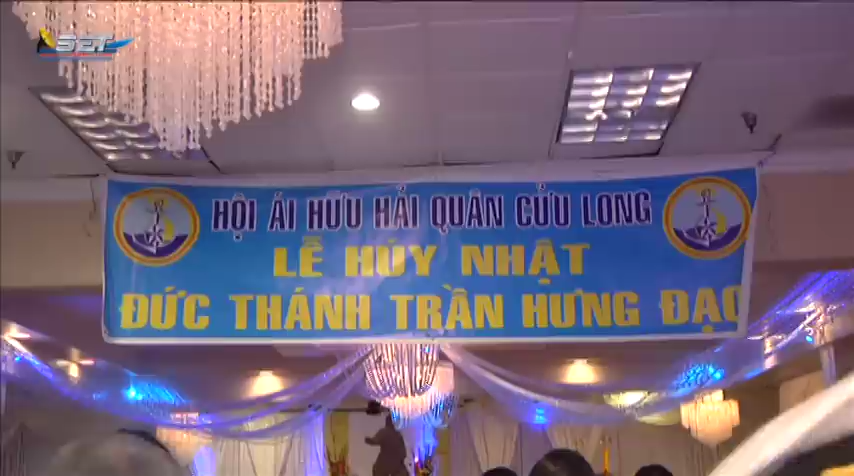 SET
HỘI ÁI HỮU HẢI QUÂN CỬU LONG
LỄ HÚY NHẬT
ĐỨC THÁNH TRẦN HƯNG ĐẠO